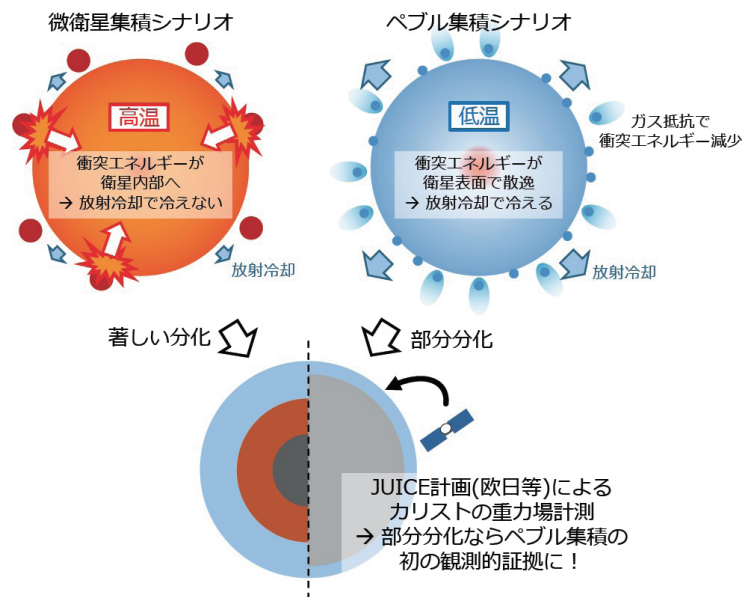 微衛星集積シナリオ
高温
衝突エネルギーが
衛星内部へ
→ 放射冷却で冷えない
放射冷却
ペブル集積シナリオ
低温
衝突エネルギーが
衛星表面で散逸
→ 放射冷却で冷える
ガス抵抗で
衝突エネルギー減少
放射冷却
著しい分化
部分分化
JUICE計画(欧日等)による
カリストの重力場計測
→ 部分分化ならペブル集積の
初の観測的証拠に！